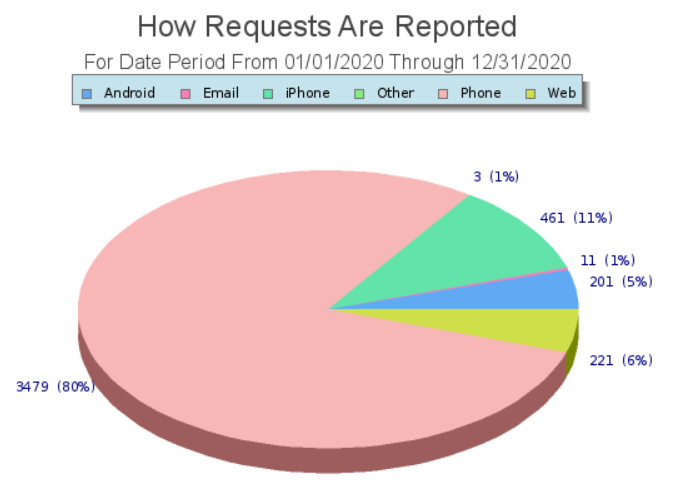 How Requests Are Reported
For Date Period From 01/01/2020 Through 12/31/2020
Android Email iPhone Other Phone Web
3 (1%)
461 (11%)
11 (1%)
201 (5%)
221 (6%)
3479 (80%)